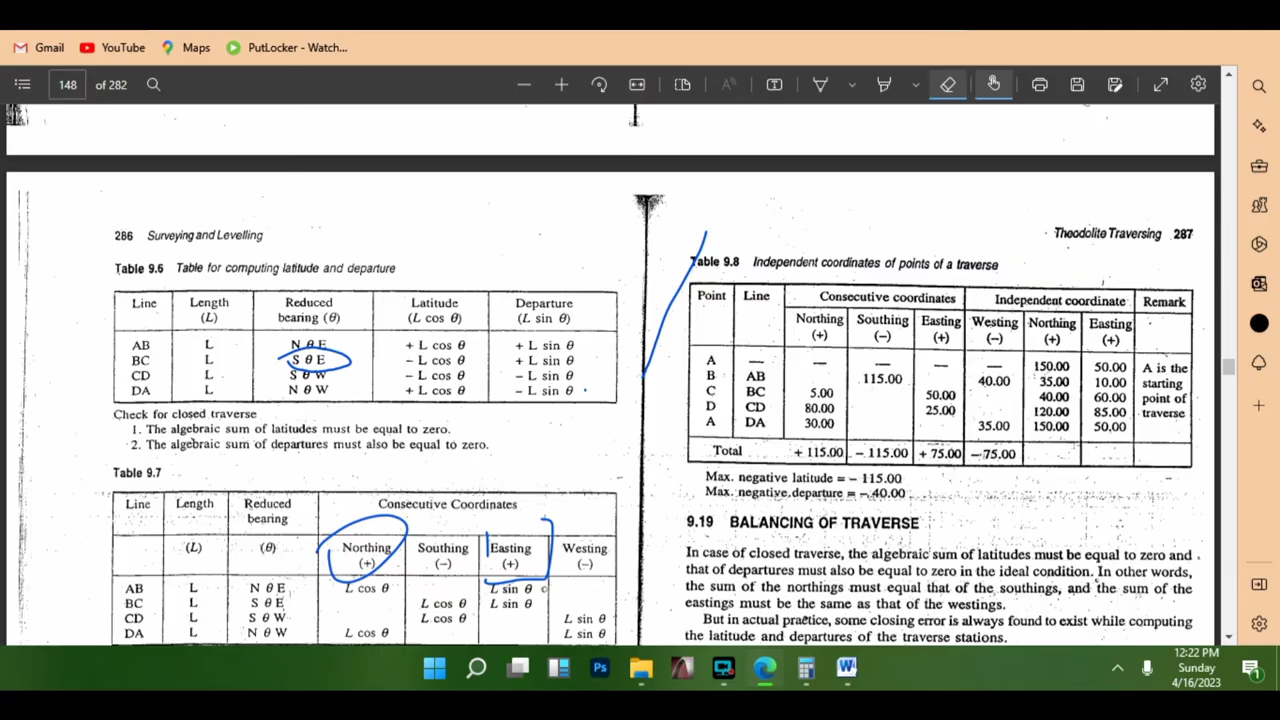 Gmail YouTube Maps PutLocker - Watch...
148 of 282
286 Surveying and Levelling
Table 9.6 Table for computing latitude and departure
Line Length (L) Reduced bearing (θ) Latitude (L cos θ) Departure (L sin θ)
AB L N θ E + L cos θ + L sin θ
BC L S θ E − L cos θ + L sin θ
CD L S θ W − L cos θ − L sin θ
DA L N θ W + L cos θ − L sin θ
Check for closed traverse
1. The algebraic sum of latitudes must be equal to zero.
2. The algebraic sum of departures must also be equal to zero.
Table 9.7
Line Length Reduced bearing Consecutive Coordinates
(L) (θ) Northing (+) Southing (−) Easting (+) Westing (−)
AB L N θ E L cos θ L sin θ
BC L S θ E L cos θ L sin θ
CD L S θ W L cos θ L sin θ
DA L N θ W L cos θ L sin θ
Theodolite Traversing 287
Table 9.8 Independent coordinates of points of a traverse
Point Line Consecutive coordinates Independent coordinate Remark
Northing (+) Southing (−) Easting (+) Westing (−) Northing (+) Easting (+)
A — — — — — 150.00 50.00 A is the
B AB 115.00 40.00 35.00 10.00 starting
C BC 5.00 50.00 40.00 60.00 point of
D CD 80.00 25.00 120.00 85.00 traverse
A DA 30.00 35.00 150.00 50.00
Total + 115.00 − 115.00 + 75.00 −75.00
Max. negative latitude = − 115.00
Max. negative departure = − 40.00
9.19 BALANCING OF TRAVERSE
In case of closed traverse, the algebraic sum of latitudes must be equal to zero and
that of departures must also be equal to zero in the ideal condition. In other words,
the sum of the northings must equal that of the southings, and the sum of the
eastings must be the same as that of the westings.
But in actual practice, some closing error is always found to exist while computing
the latitude and departures of the traverse stations.
12:22 PM
Sunday
4/16/2023